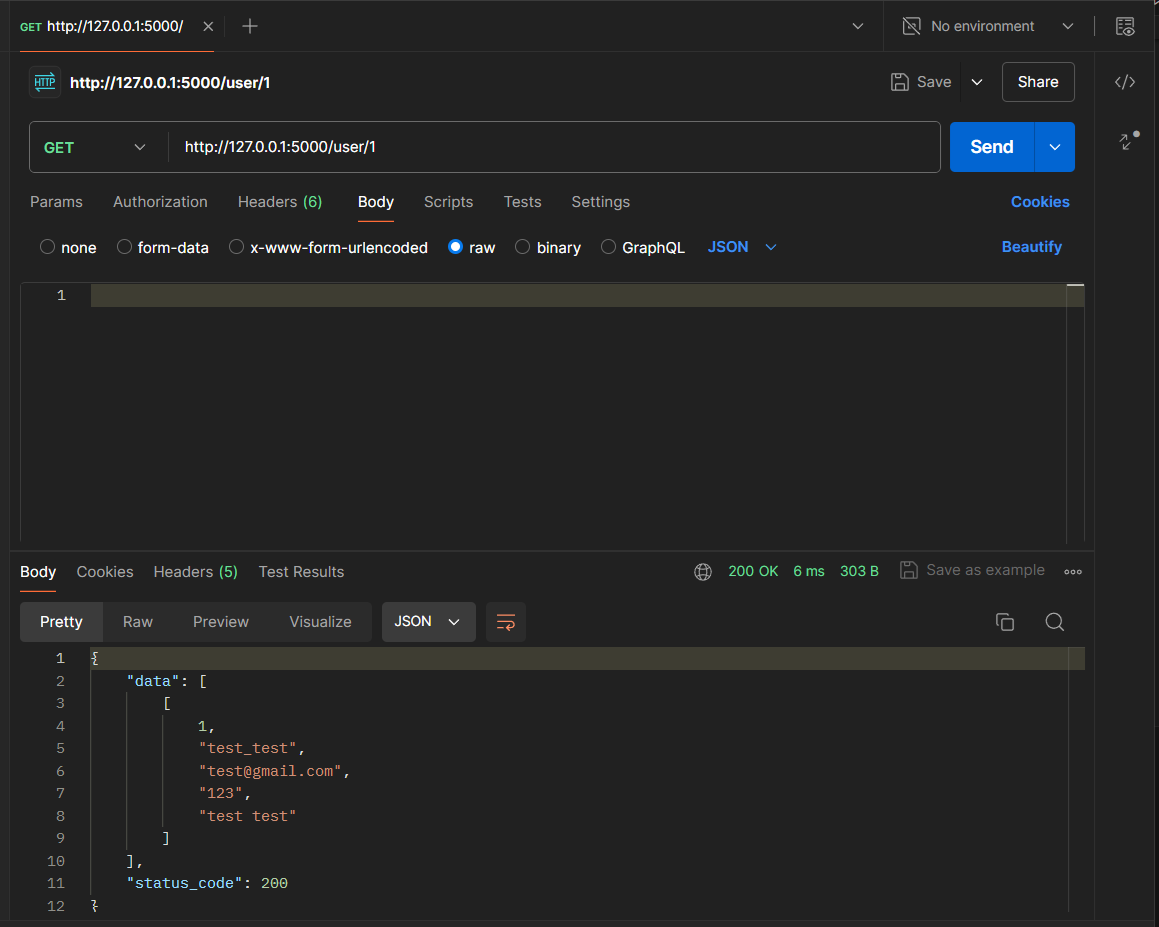 GET http://127.0.0.1:5000/
No environment
HTTP http://127.0.0.1:5000/user/1
Save
Share
GET http://127.0.0.1:5000/user/1
Send
Params Authorization Headers (6) Body Scripts Tests Settings Cookies
none form-data x-www-form-urlencoded raw binary GraphQL JSON Beautify
1
Body Cookies Headers (5) Test Results 200 OK 6 ms 303 B Save as example
Pretty Raw Preview Visualize JSON
1 {
2 "data": [
3 [
4 1,
5 "test_test",
6 "test@gmail.com",
7 "123",
8 "test test"
9 ]
10 ],
11 "status_code": 200
12 }